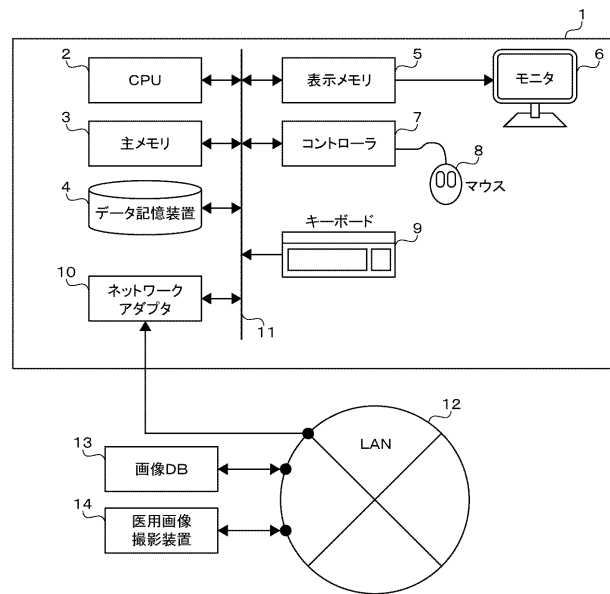 1
2
CPU
5
表示メモリ
モニタ
6
3
主メモリ
7
コントローラ
8
マウス
4
データ記憶装置
キーボード
9
10
ネットワーク
アダプタ
11
12
LAN
13
画像DB
14
医用画像
撮影装置